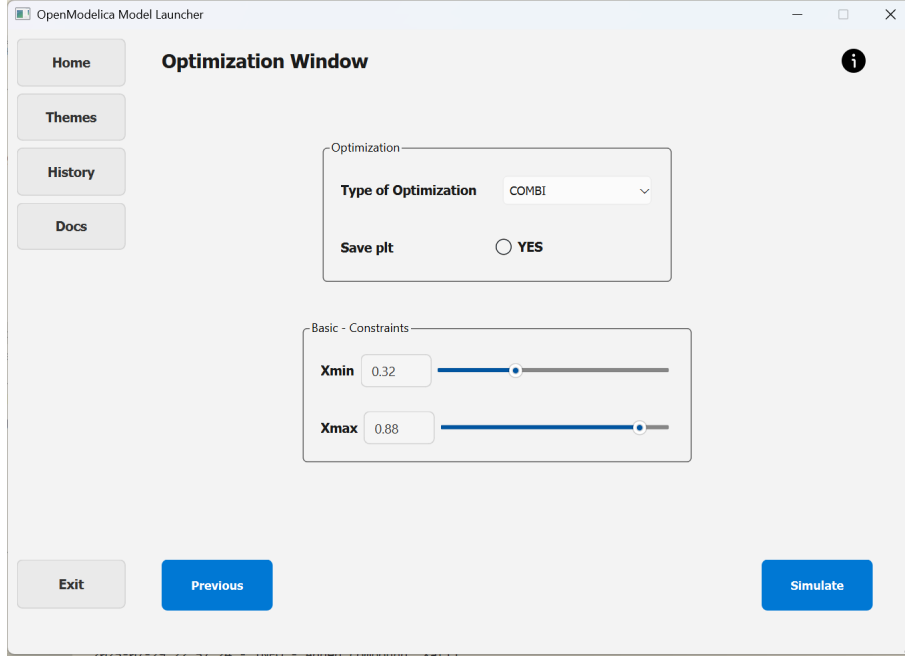 OpenModelica Model Launcher
Home
Optimization Window
Themes
History
Docs
Optimization
Type of Optimization COMBI
Save plt YES
Basic - Constraints
Xmin 0.32
Xmax 0.88
Exit
Previous
Simulate